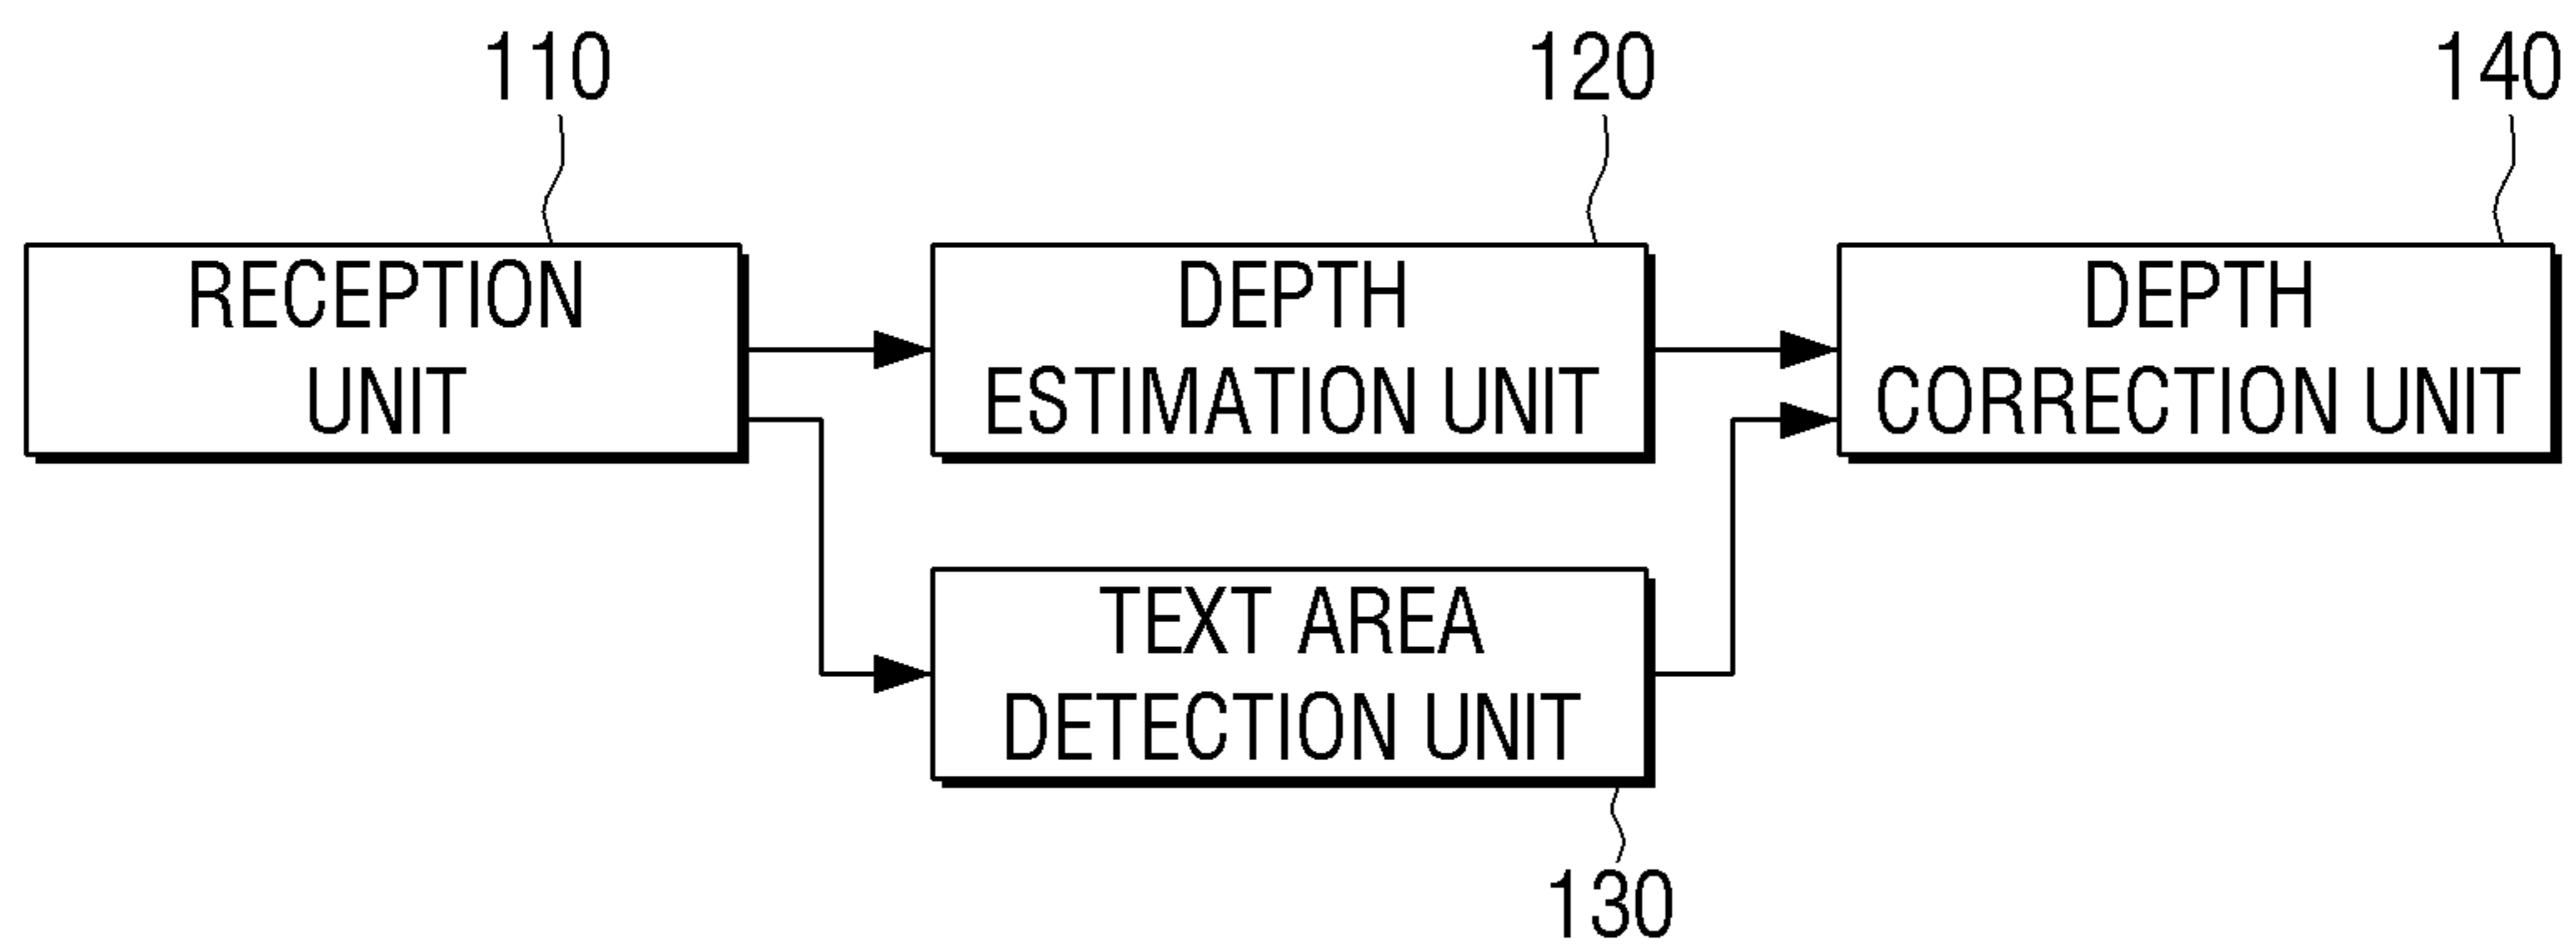 110
120
140
RECEPTION
UNIT
DEPTH
ESTIMATION UNIT
DEPTH
CORRECTION UNIT
TEXT AREA
DETECTION UNIT
130